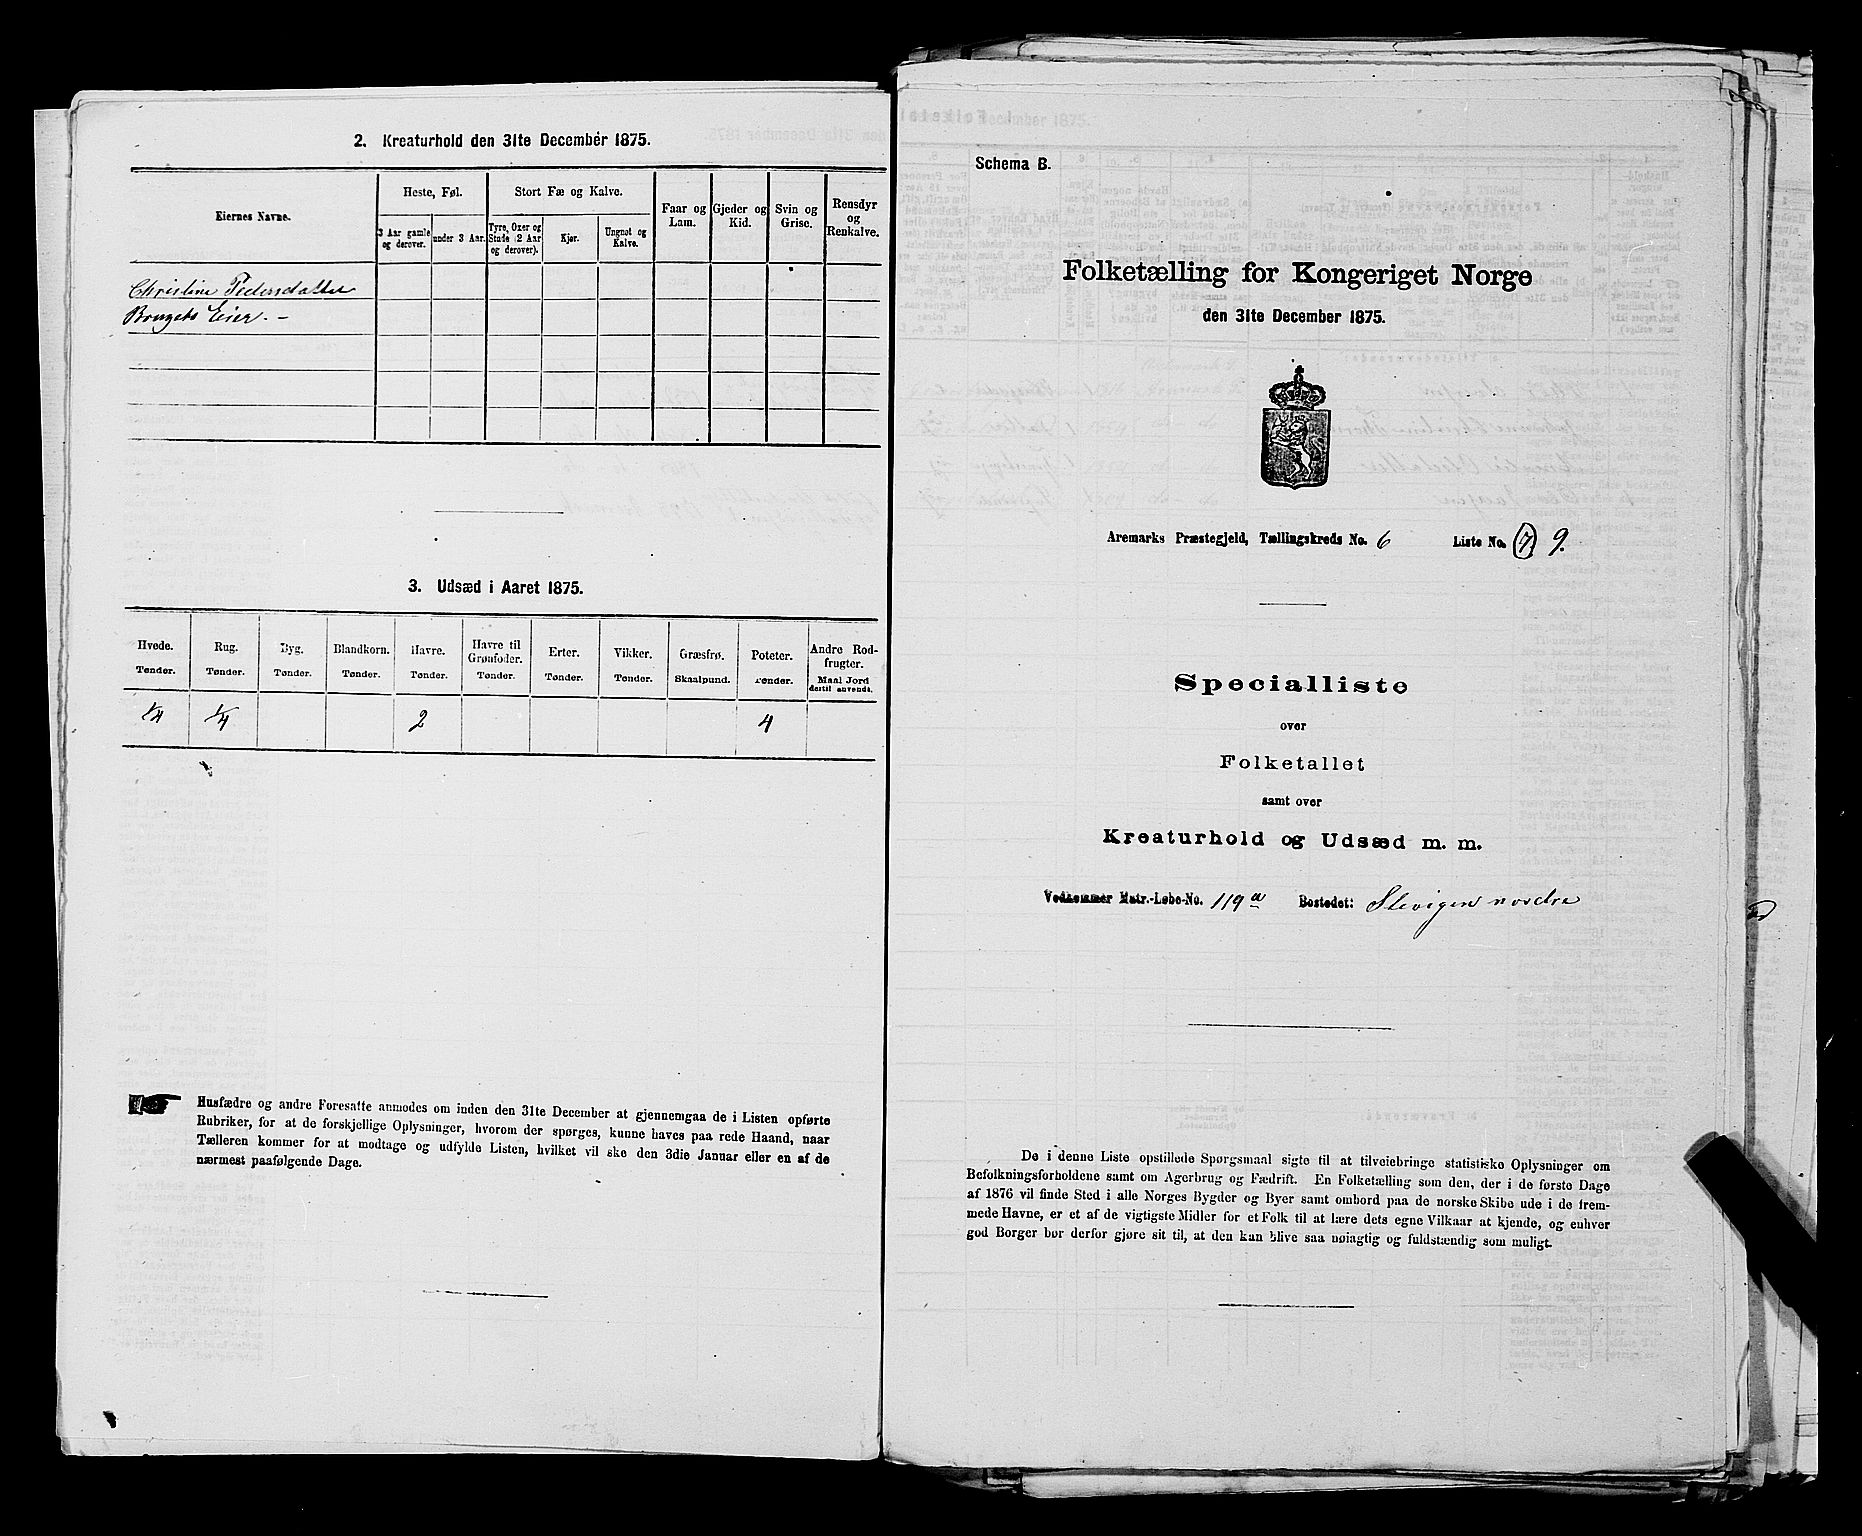 2. Kreaturhold den 31te December 1875.
Eiernes Navne.
Heste, Føl.
Stort Fæ og Kalve.
Faar og Lam.
Gjeder og Kid.
Svin og Grise.
Rensdyr og Renkalve.
3 Aar gamle og derover.
under 3 Aar.
Tyre, Oxer og Stude (2 Aar og derover).
Kjør.
Ungnøt og Kalve.
Christine Pedersdatter
Brugets Eier. -
3. Udsæd i Aaret 1875.
Hvede. Rug. Byg. Blandkorn. Havre. Havre til Grønfoder. Erter. Vikker. Græsfrø. Poteter. Andre Rodfrugter.
Tønder. Tønder. Tønder. Tønder. Tønder. Tønder. Tønder. Tønder. Skaalpund. Tønder. Maal Jord dertil anvendt.
1/4 1/4 2 4
Husfædre og andre Foresatte anmodes om inden den 31te December at gjennemgaa de i Listen opførte
Rubriker, for at de forskjellige Oplysninger, hvorom der spørges, kunne haves paa rede Haand, naar
Tælleren kommer for at modtage og udfylde Listen, hvilket vil ske den 3die Januar eller en af de
nærmest paafølgende Dage.
Schema B.
Folketælling for Kongeriget Norge
den 31te December 1875.
Aremarks Præstegjeld, Tællingskreds No. 6 Liste No. 7 9.
Specialliste
over
Folketallet
samt over
Kreaturhold og Udsæd m. m.
Vedkommer Matr.-Løbe-No. 119a Bostedet: Slevigen nordre
De i denne Liste opstillede Spørgsmaal sigte til at tilveiebringe statistiske Oplysninger om
Befolkningsforholdene samt om Agerbrug og Fædrift. En Folketælling som den, der i de første Dage
af 1876 vil finde Sted i alle Norges Bygder og Byer samt ombord paa de norske Skibe ude i de frem-
mede Havne, er et af de vigtigste Midler for et Folk til at lære dets egne Vilkaar at kjende, og enhver
god Borger bør derfor gjøre sit til, at den kan blive saa nøiagtig og fuldstændig som muligt.